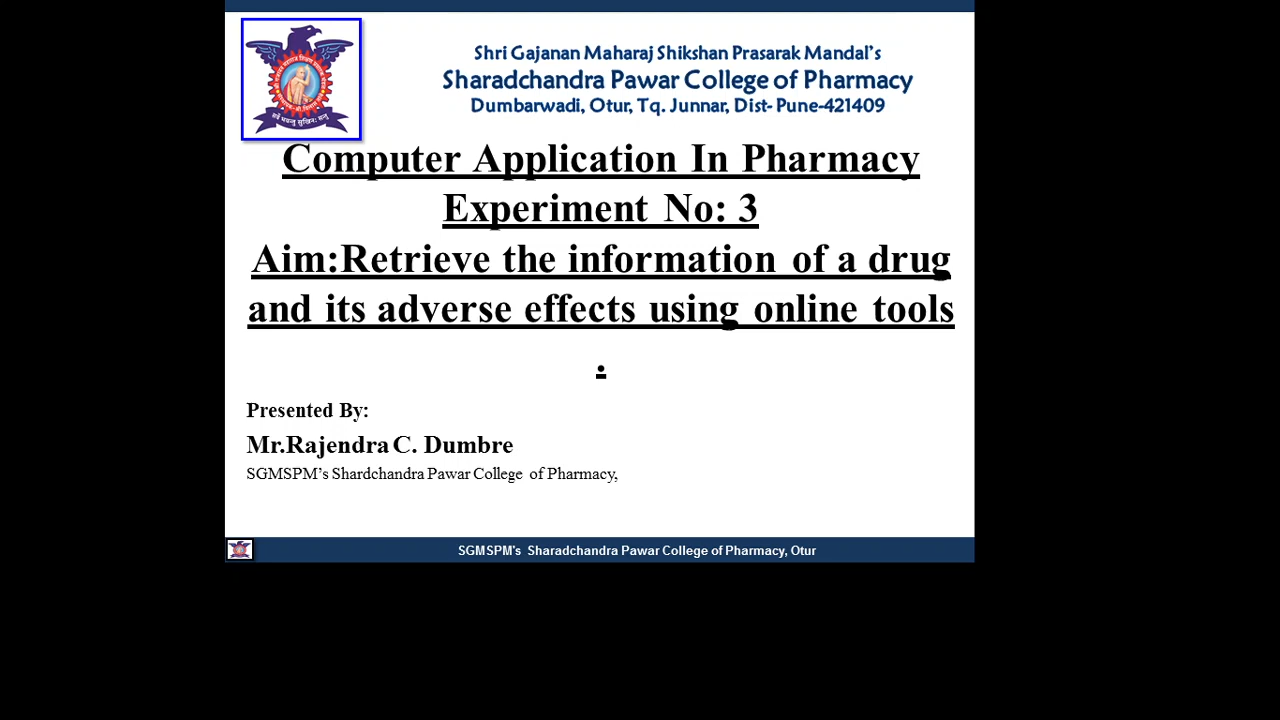 Shri Gajanan Maharaj Shikshan Prasarak Mandal's
Sharadchandra Pawar College of Pharmacy
Dumbarwadi, Otur, Tq. Junnar, Dist- Pune-421409
Computer Application In Pharmacy
Experiment No: 3
Aim:Retrieve the information of a drug
and its adverse effects using online tools
.
Presented By:
Mr.Rajendra C. Dumbre
SGMSPM's Shardchandra Pawar College of Pharmacy,
SGMSPM's Sharadchandra Pawar College of Pharmacy, Otur